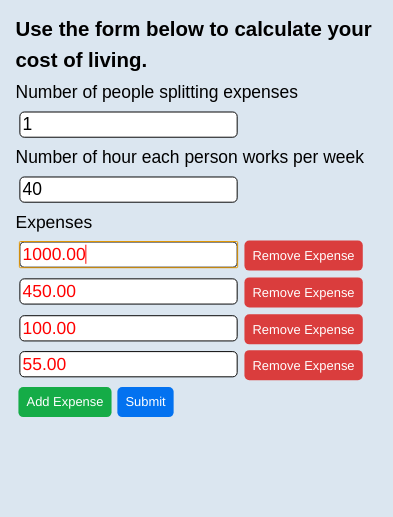 Use the form below to calculate your
cost of living.
Number of people splitting expenses
1
Number of hour each person works per week
40
Expenses
1000.00 Remove Expense
450.00 Remove Expense
100.00 Remove Expense
55.00 Remove Expense
Add Expense Submit